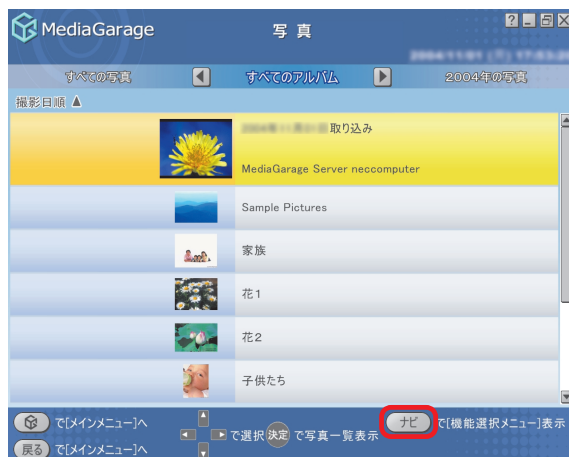 MediaGarage
写真
すべての写真
すべてのアルバム
2004年の写真
撮影日順 ▲
取り込み
MediaGarage Server neccomputer
Sample Pictures
家族
花1
花2
子供たち
で[メインメニュー]へ
で選択 決定 で写真一覧表示
ナビ で[機能選択メニュー]表示
戻る で[メインメニュー]へ